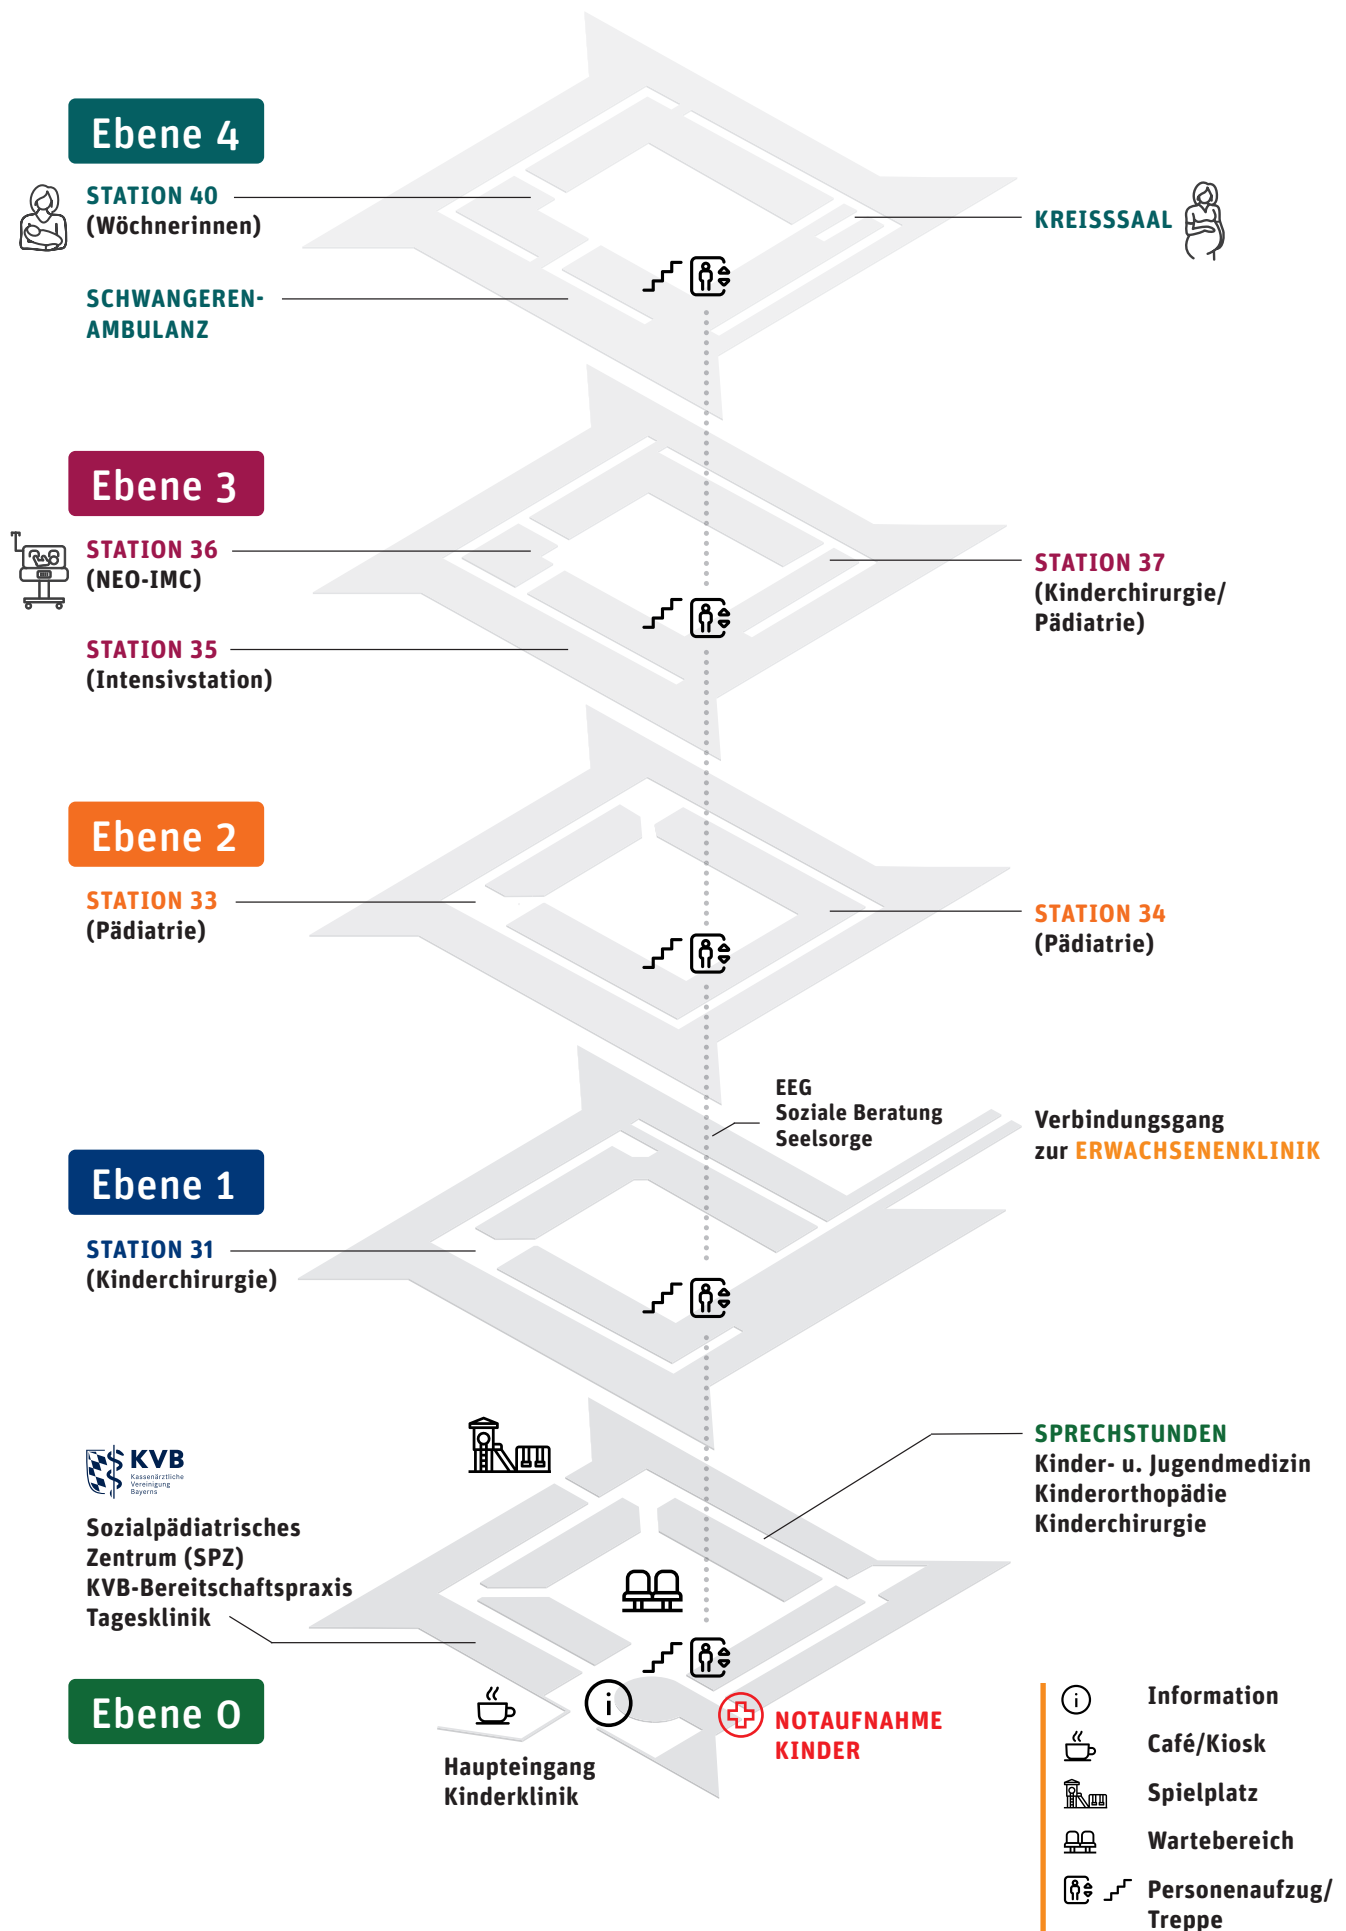 Ebene 4
STATION 40
(Wöchnerinnen)
KREISSSAAL
SCHWANGEREN-
AMBULANZ
Ebene 3
STATION 36
(NEO-IMC)
STATION 37
(Kinderchirurgie/
Pädiatrie)
STATION 35
(Intensivstation)
Ebene 2
STATION 33
(Pädiatrie)
STATION 34
(Pädiatrie)
EEG
Soziale Beratung
Seelsorge
Verbindungsgang
zur ERWACHSENENKLINIK
Ebene 1
STATION 31
(Kinderchirurgie)
SPRECHSTUNDEN
Kinder- u. Jugendmedizin
Kinderorthopädie
Kinderchirurgie
KVB
Kassenärztliche
Vereinigung
Bayerns
Sozialpädiatrisches
Zentrum (SPZ)
KVB-Bereitschaftspraxis
Tagesklinik
Ebene 0
i
NOTAUFNAHME
KINDER
Haupteingang
Kinderklinik
i Information
Café/Kiosk
Spielplatz
Wartebereich
Personenaufzug/
Treppe